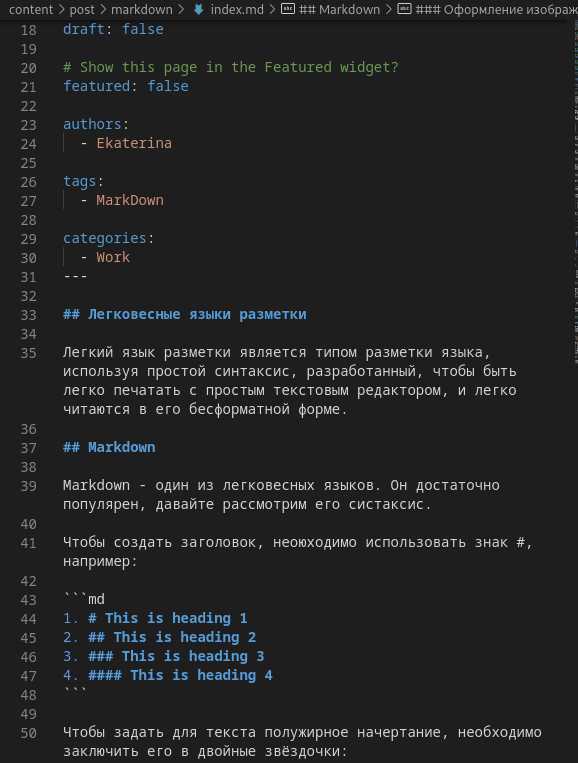 content > post > markdown > index.md > ## Markdown > ### Оформление изображ
18 draft: false
19
20 # Show this page in the Featured widget?
21 featured: false
22
23 authors:
24 - Ekaterina
25
26 tags:
27 - MarkDown
28
29 categories:
30 - Work
31 ---
32
33 ## Легковесные языки разметки
34
35 Легкий язык разметки является типом разметки языка,
используя простой синтаксис, разработанный, чтобы быть
легко печатать с простым текстовым редактором, и легко
читаются в его бесформатной форме.
36
37 ## Markdown
38
39 Markdown - один из легковесных языков. Он достаточно
популярен, давайте рассмотрим его систаксис.
40
41 Чтобы создать заголовок, неоюходимо использовать знак #,
например:
42
43 ```md
44 1. # This is heading 1
45 2. ## This is heading 2
46 3. ### This is heading 3
47 4. #### This is heading 4
48 ```
49
50 Чтобы задать для текста полужирное начертание, необходимо
заключить его в двойные звёздочки: